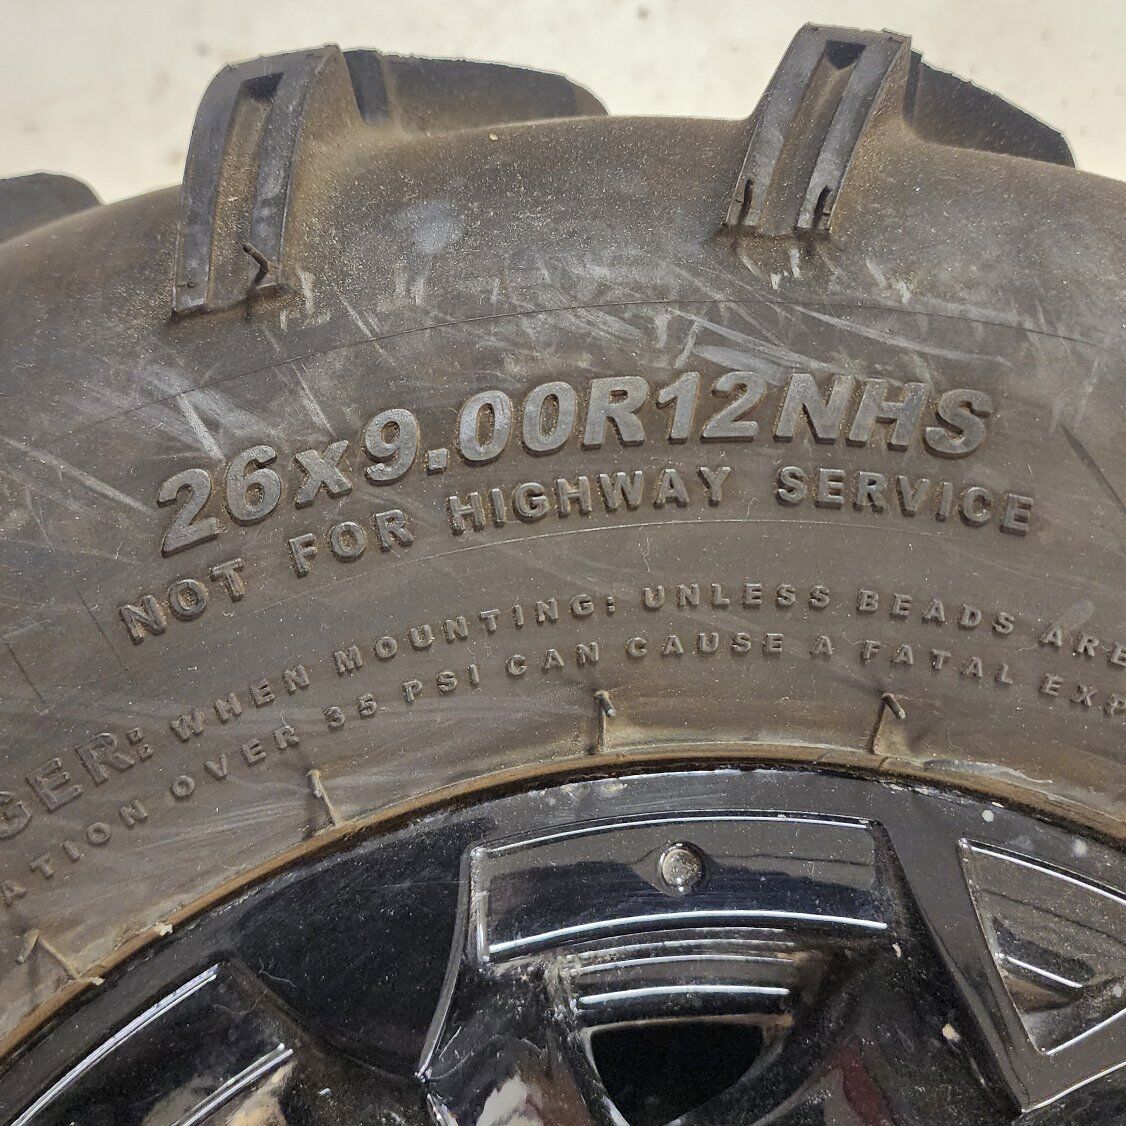 26x9.00R12NHS
NOT FOR HIGHWAY SERVICE
GER: WHEN MOUNTING: UNLESS BEADS ARE
ATION OVER 35 PSI CAN CAUSE A FATAL EXP